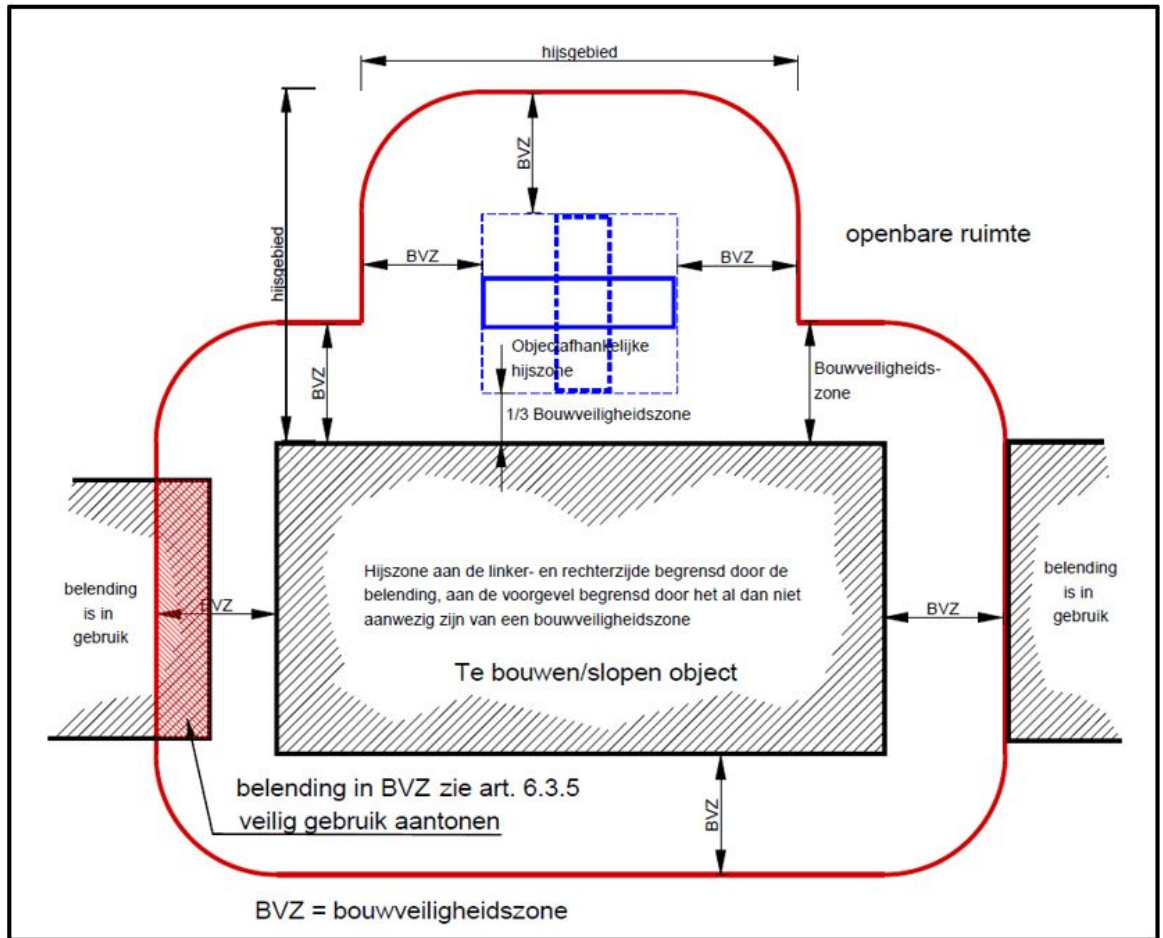 hijsgebied
BVZ
hijsgebied
openbare ruimte
BVZ
BVZ
Objectafhankelijke
hijszone
BVZ
Bouwveiligheids-
zone
1/3 Bouwveiligheidszone
belending
is in
gebruik
BVZ
Hijszone aan de linker- en rechterzijde begrensd door de
belending, aan de voorgevel begrensd door het al dan niet
aanwezig zijn van een bouwveiligheidszone
Te bouwen/slopen object
BVZ
belending
is in
gebruik
belending in BVZ zie art. 6.3.5
veilig gebruik aantonen
BVZ
BVZ = bouwveiligheidszone